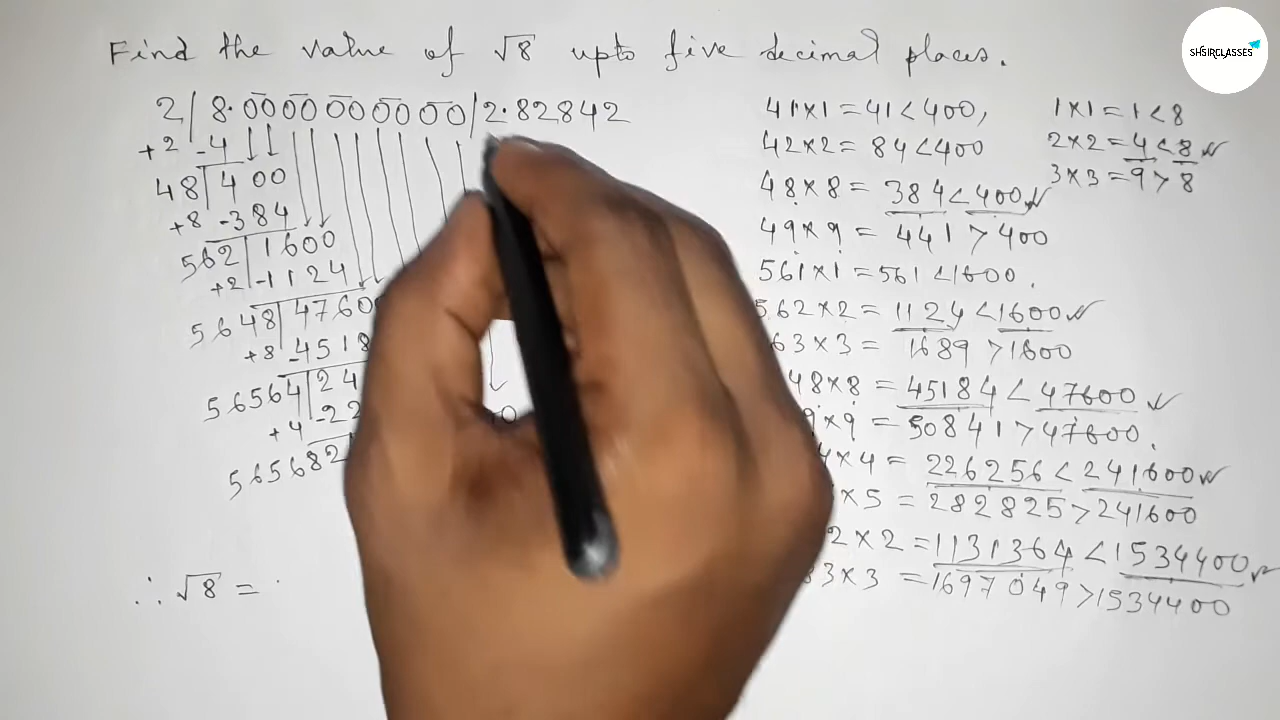 Find the value of √8 upto five decimal places.
SHSIRCLASSES
2 8.00 00 00 00 00 2.82842
+2 -4
48 400
+8 -384
562 1600
+2 -1124
5648 4760
+8 -4518
56564 24
+4 -22
565682
∴ √8 =
41×1 = 41 < 400,
42×2 = 84 < 400
48×8 = 384 < 400 ✓
49×9 = 441 > 400
561×1 = 561 < 1600.
562×2 = 1124 < 1600 ✓
63×3 = 1689 > 1600
48×8 = 45184 < 47600 ✓
9×9 = 50841 > 47600.
4×4 = 226256 < 241600 ✓
×5 = 282825 > 241600
2×2 = 1131364 < 1534400 ✓
3×3 = 1697049 > 1534400
1×1 = 1 < 8
2×2 = 4 < 8 ✓
3×3 = 9 > 8